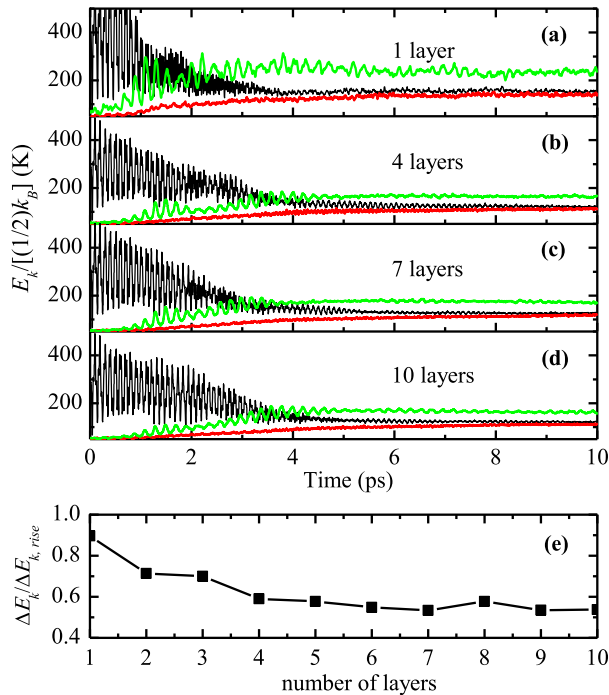 400
200
(a)
1 layer
400
200
(b)
4 layers
E_k/[(1/2)k_B] (K)
400
200
(c)
7 layers
400
200
(d)
10 layers
0 2 4 6 8 10
Time (ps)
1.0
0.8
0.6
0.4
(e)
ΔE_k/ΔE_{k, rise}
1 2 3 4 5 6 7 8 9 10
number of layers